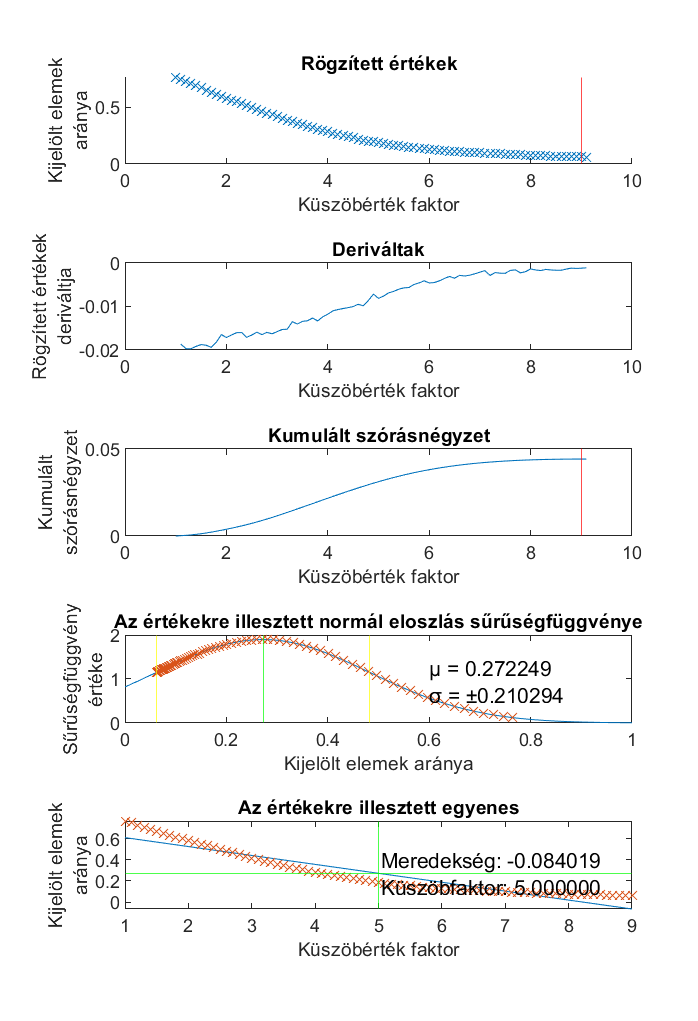 Rögzített értékek
Kijelölt elemek
aránya
0.5
0
0 2 4 6 8 10
Küszöbérték faktor
Deriváltak
Rögzített értékek
deriváltja
0
-0.01
-0.02
0 2 4 6 8 10
Küszöbérték faktor
Kumulált szórásnégyzet
Kumulált
szórásnégyzet
0.05
0
0 2 4 6 8 10
Küszöbérték faktor
Az értékekre illesztett normál eloszlás sűrűségfüggvénye
Sűrűségfüggvény
értéke
2
1
0
μ = 0.272249
σ = ±0.210294
0 0.2 0.4 0.6 0.8 1
Kijelölt elemek aránya
Az értékekre illesztett egyenes
Kijelölt elemek
aránya
0.6
0.4
0.2
0
Meredekség: -0.084019
Küszöbfaktor: 5.000000
1 2 3 4 5 6 7 8 9
Küszöbérték faktor